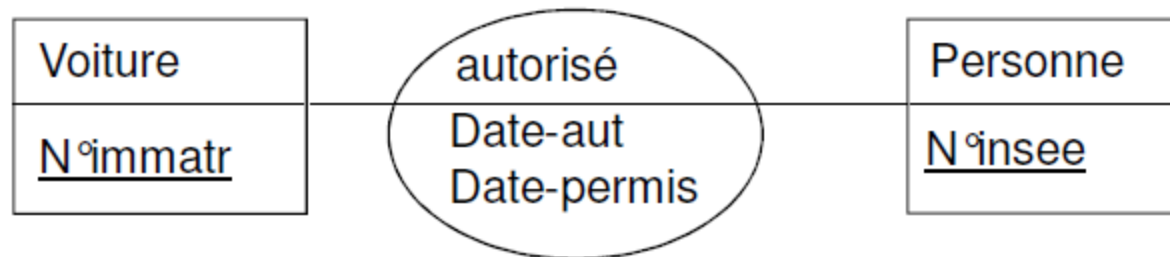 Voiture
N°immatr
autorisé
Date-aut
Date-permis
Personne
N°insee